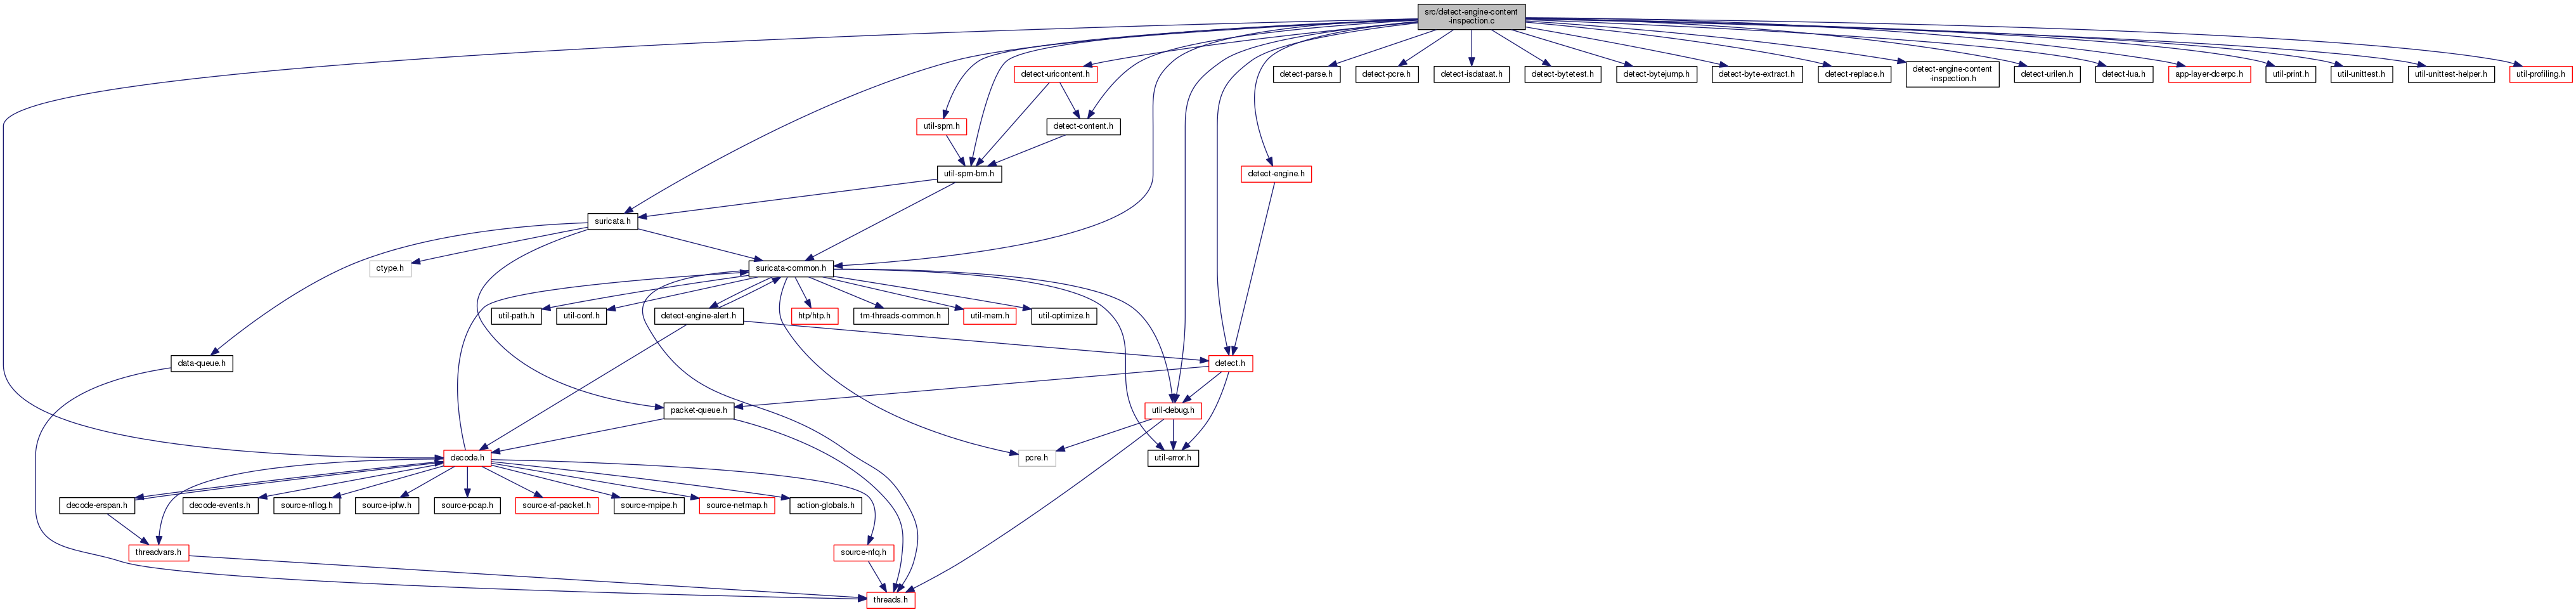 src/detect-engine-content
-inspection.c
detect-uricontent.h
detect-parse.h
detect-pcre.h
detect-isdataat.h
detect-bytetest.h
detect-bytejump.h
detect-byte-extract.h
detect-replace.h
detect-engine-content
-inspection.h
detect-urilen.h
detect-lua.h
app-layer-dcerpc.h
util-print.h
util-unittest.h
util-unittest-helper.h
util-profiling.h
util-spm.h
detect-content.h
util-spm-bm.h
detect-engine.h
suricata.h
ctype.h
suricata-common.h
util-path.h
util-conf.h
detect-engine-alert.h
htp/htp.h
tm-threads-common.h
util-mem.h
util-optimize.h
data-queue.h
detect.h
packet-queue.h
util-debug.h
decode.h
pcre.h
util-error.h
decode-erspan.h
decode-events.h
source-nflog.h
source-ipfw.h
source-pcap.h
source-af-packet.h
source-mpipe.h
source-netmap.h
action-globals.h
threadvars.h
source-nfq.h
threads.h